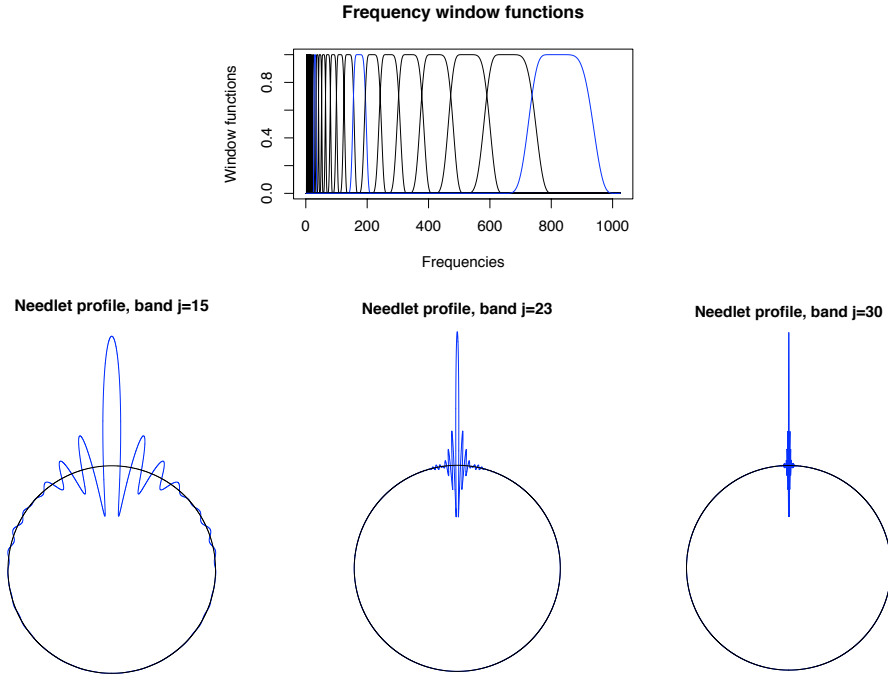 Frequency window functions
Window functions
0.0
0.4
0.8
0
200
400
600
800
1000
Frequencies
Needlet profile, band j=15
Needlet profile, band j=23
Needlet profile, band j=30